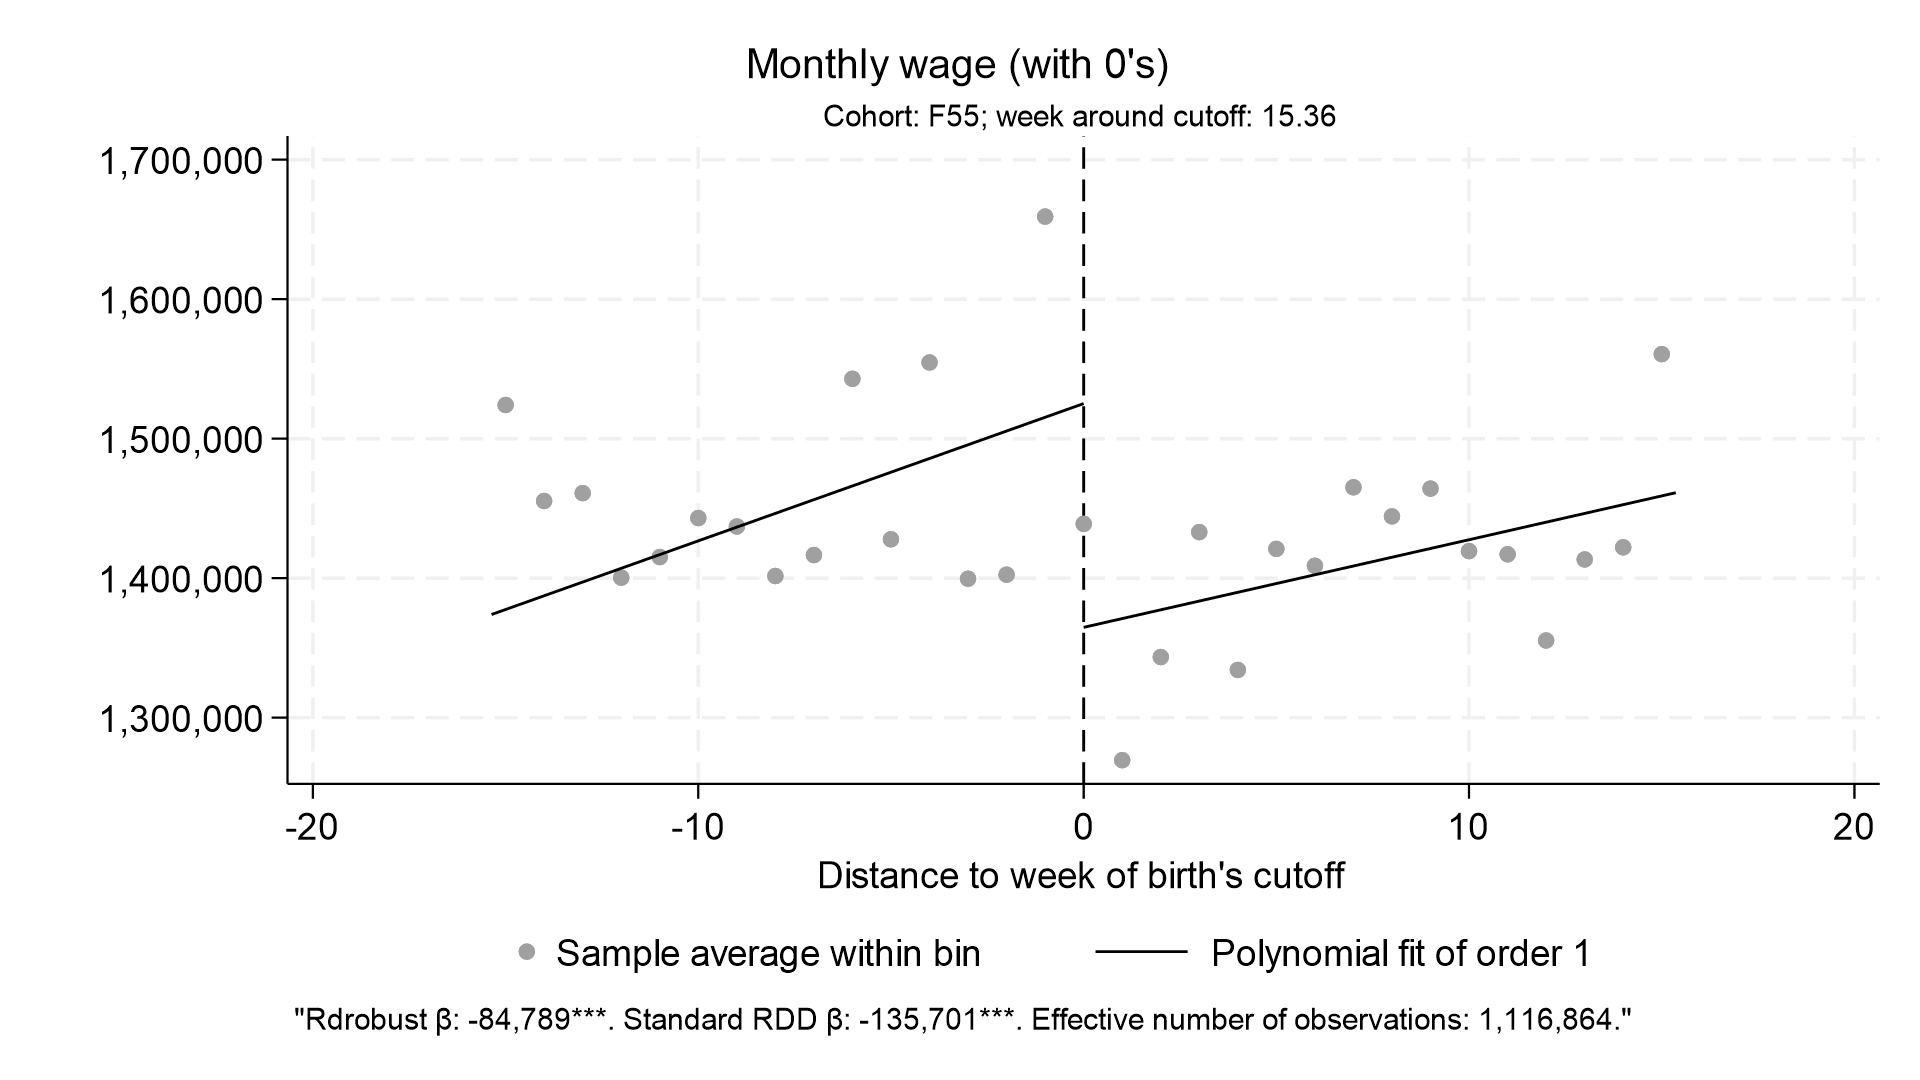 Monthly wage (with 0's)
Cohort: F55; week around cutoff: 15.36
1,700,000
1,600,000
1,500,000
1,400,000
1,300,000
-20 -10 0 10 20
Distance to week of birth's cutoff
Sample average within bin Polynomial fit of order 1
"Rdrobust β: -84,789***. Standard RDD β: -135,701***. Effective number of observations: 1,116,864."